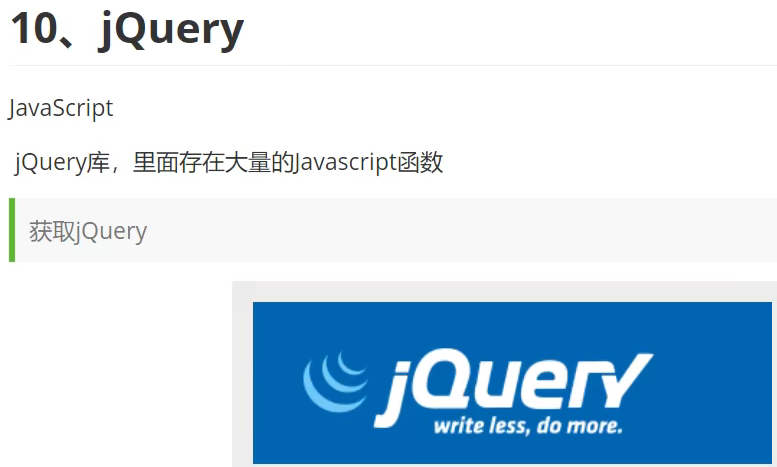 10、jQuery
JavaScript
jQuery库，里面存在大量的Javascript函数
获取jQuery
jQuery
write less, do more.